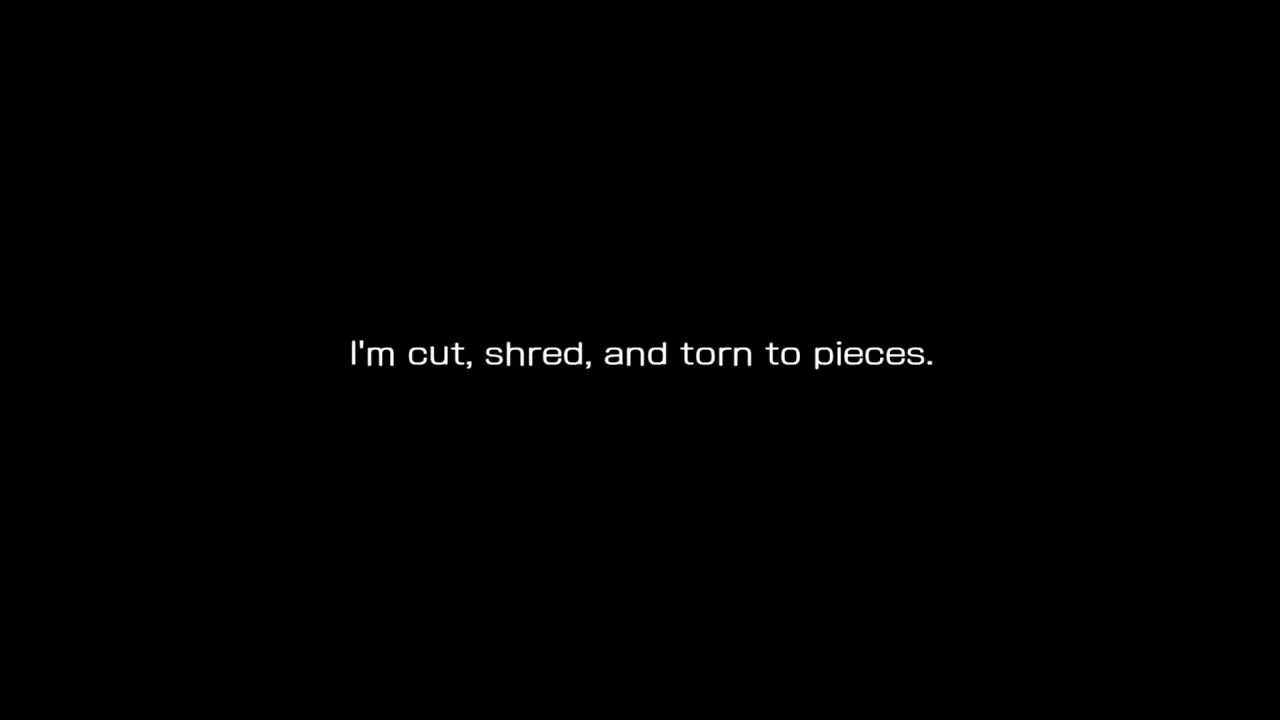 I'm cut, shred, and torn to pieces.